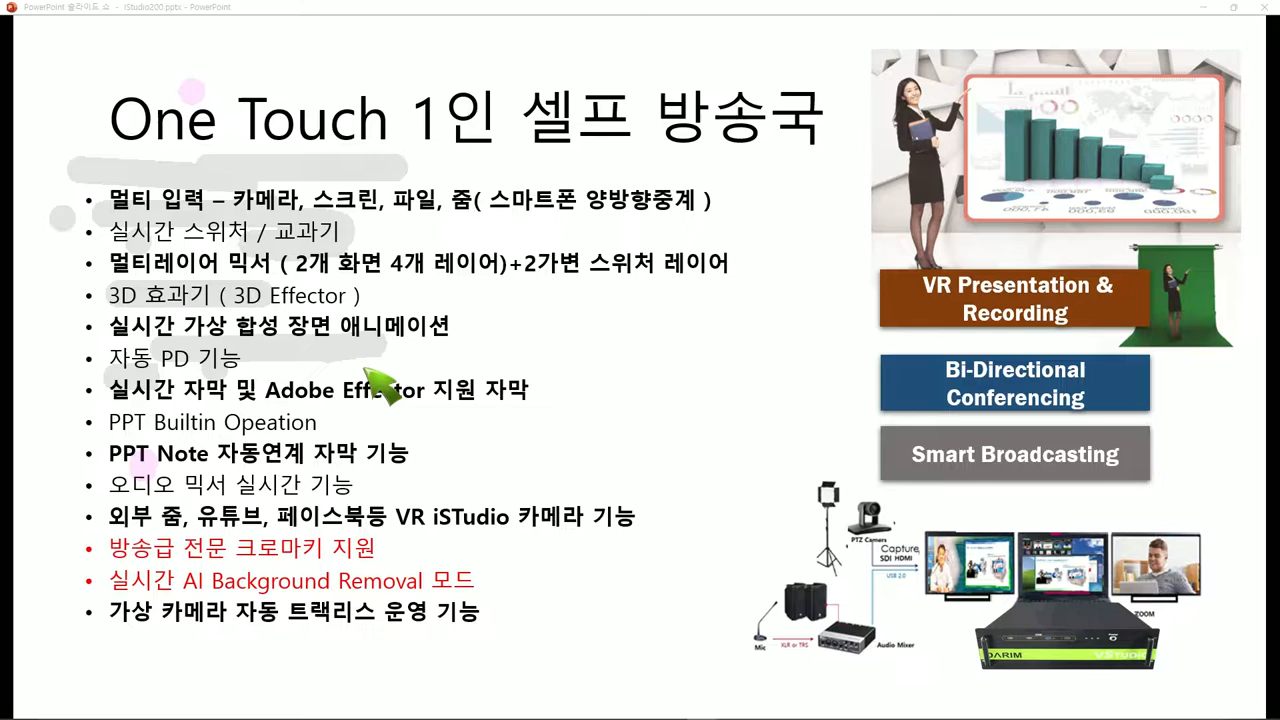 PowerPoint 슬라이드 쇼 - iStudio200.pptx - PowerPoint
One Touch 1인 셀프 방송국
• 멀티 입력 – 카메라, 스크린, 파일, 줌( 스마트폰 양방향중계 )
• 실시간 스위처 / 교과기
• 멀티레이어 믹서 ( 2개 화면 4개 레이어)+2가변 스위처 레이어
• 3D 효과기 ( 3D Effector )
• 실시간 가상 합성 장면 애니메이션
• 자동 PD 기능
• 실시간 자막 및 Adobe Effector 지원 자막
• PPT Builtin Opeation
• PPT Note 자동연계 자막 기능
• 오디오 믹서 실시간 기능
• 외부 줌, 유튜브, 페이스북등 VR iSTudio 카메라 기능
• 방송급 전문 크로마키 지원
• 실시간 AI Background Removal 모드
• 가상 카메라 자동 트랙리스 운영 기능
VR Presentation &
Recording
Bi-Directional
Conferencing
Smart Broadcasting
PTZ Camera
Capture,
SDI HDMI
USB 2.0
ZOOM
Mic
XLR or TRS
Audio Mixer
DARIM